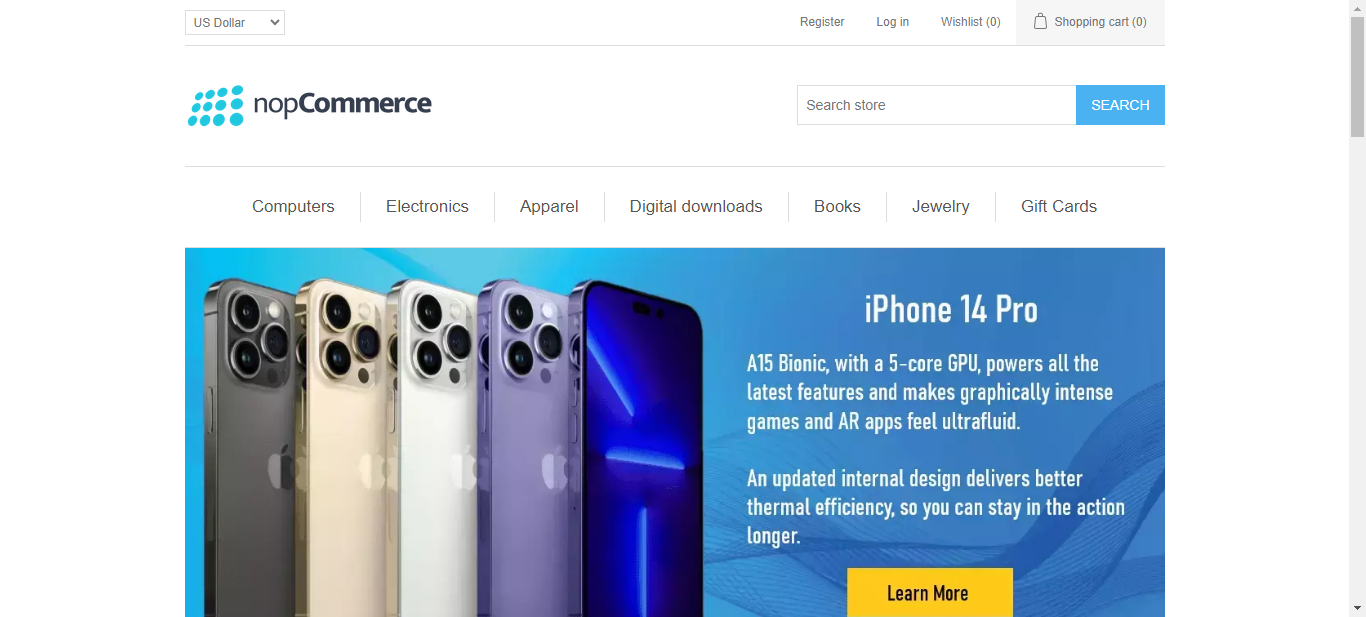 US Dollar
Register
Log in
Wishlist (0)
Shopping cart (0)
nopCommerce
Search store
SEARCH
Computers
Electronics
Apparel
Digital downloads
Books
Jewelry
Gift Cards
iPhone 14 Pro
A15 Bionic, with a 5-core GPU, powers all the
latest features and makes graphically intense
games and AR apps feel ultrafluid.
An updated internal design delivers better
thermal efficiency, so you can stay in the action
longer.
Learn More